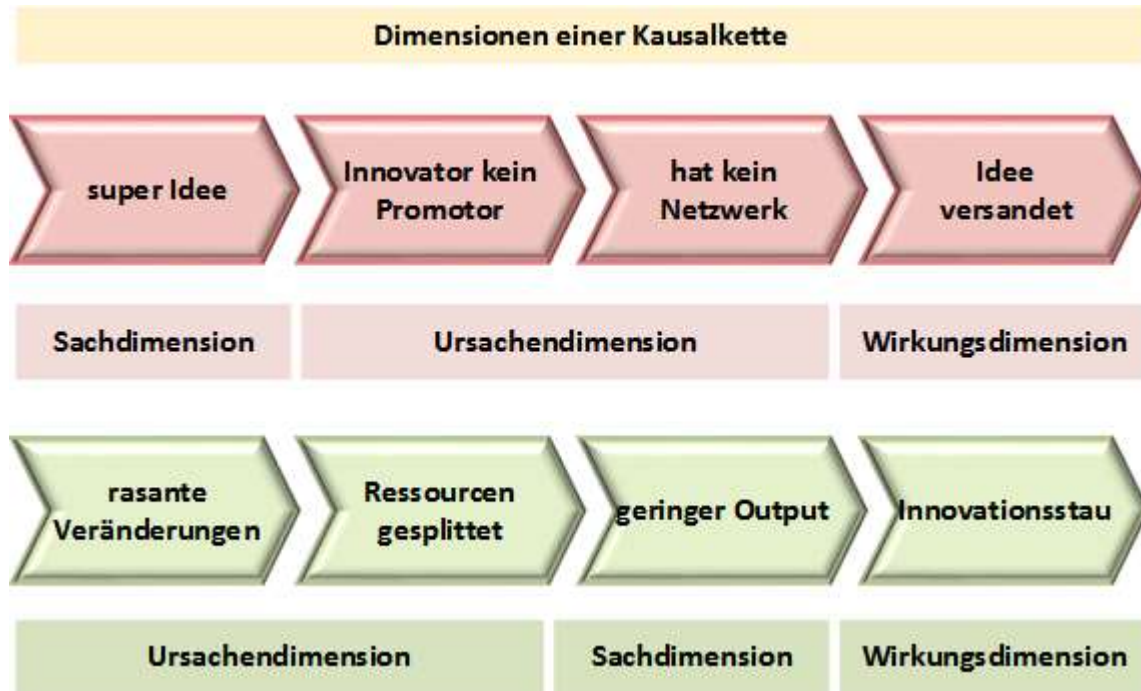 Dimensionen einer Kausalkette
super Idee
Innovator kein
Promotor
hat kein
Netzwerk
Idee
versandet
Sachdimension
Ursachendimension
Wirkungsdimension
rasante
Veränderungen
Ressourcen
gesplittet
geringer Output
Innovationsstau
Ursachendimension
Sachdimension
Wirkungsdimension